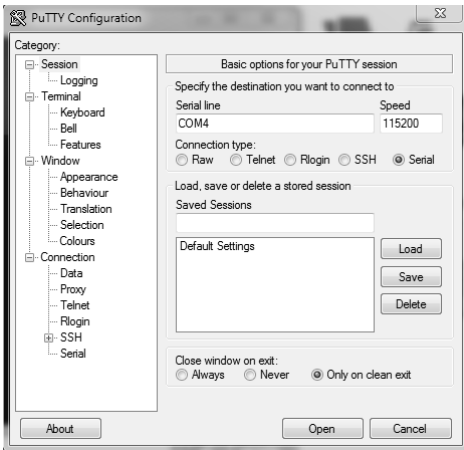 PuTTY Configuration
Category:
Session
Logging
Terminal
Keyboard
Bell
Features
Window
Appearance
Behaviour
Translation
Selection
Colours
Connection
Data
Proxy
Telnet
Rlogin
SSH
Serial
Basic options for your PuTTY session
Specify the destination you want to connect to
Serial line Speed
COM4 115200
Connection type:
Raw Telnet Rlogin SSH Serial
Load, save or delete a stored session
Saved Sessions
Default Settings
Load
Save
Delete
Close window on exit:
Always Never Only on clean exit
About Open Cancel